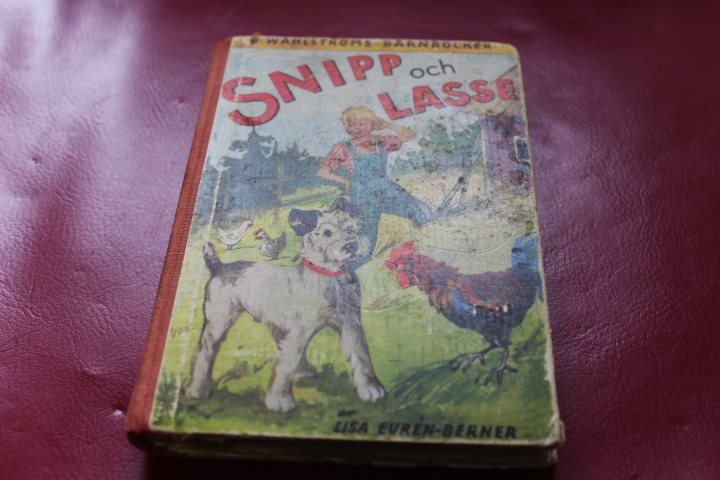 B WAHLSTRÖMS BARNBÖCKER
SNIPP och
LASSE
av
LISA EURÉN-BERNER